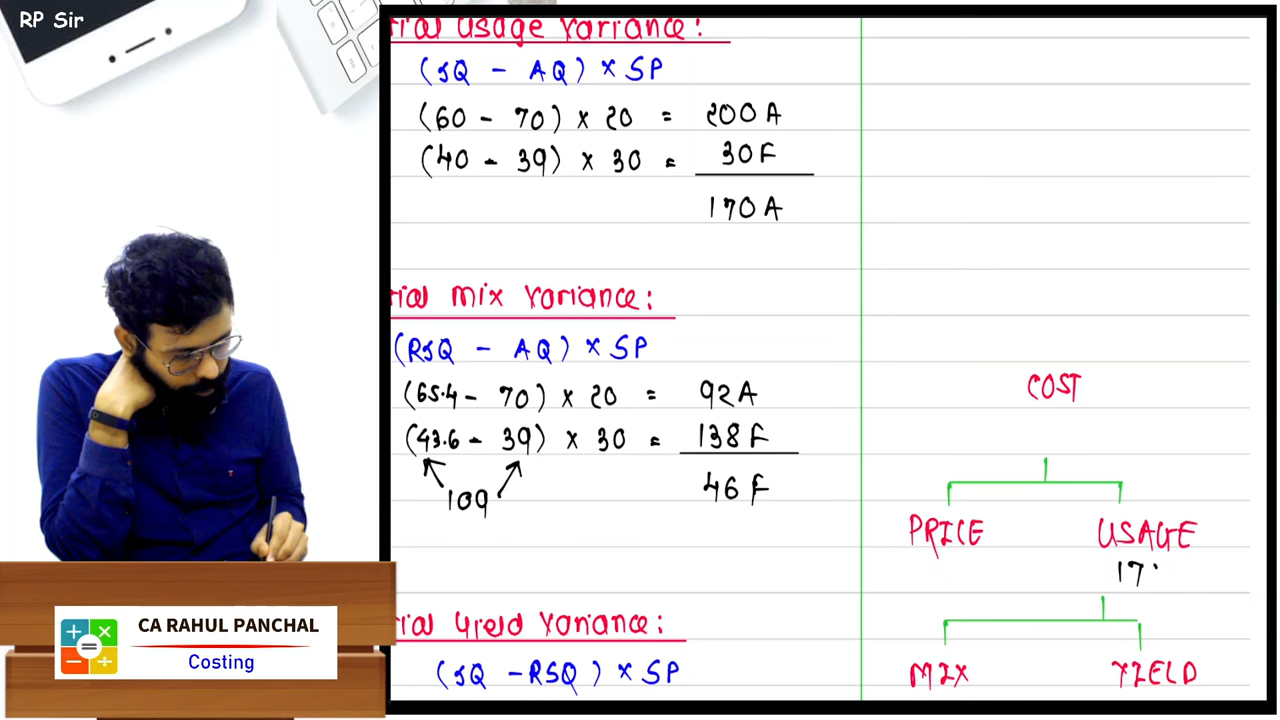 RP Sir
rial Usage Variance:
(SQ - AQ) × SP
(60 - 70) × 20 = 200 A
(40 - 39) × 30 = 30 F
170 A
rial Mix Variance:
(RSQ - AQ) × SP
(65.4 - 70) × 20 = 92 A
(43.6 - 39) × 30 = 138 F
109
46 F
rial Yield Variance:
(SQ - RSQ) × SP
COST
PRICE USAGE
17
MIX YIELD
CA RAHUL PANCHAL
Costing